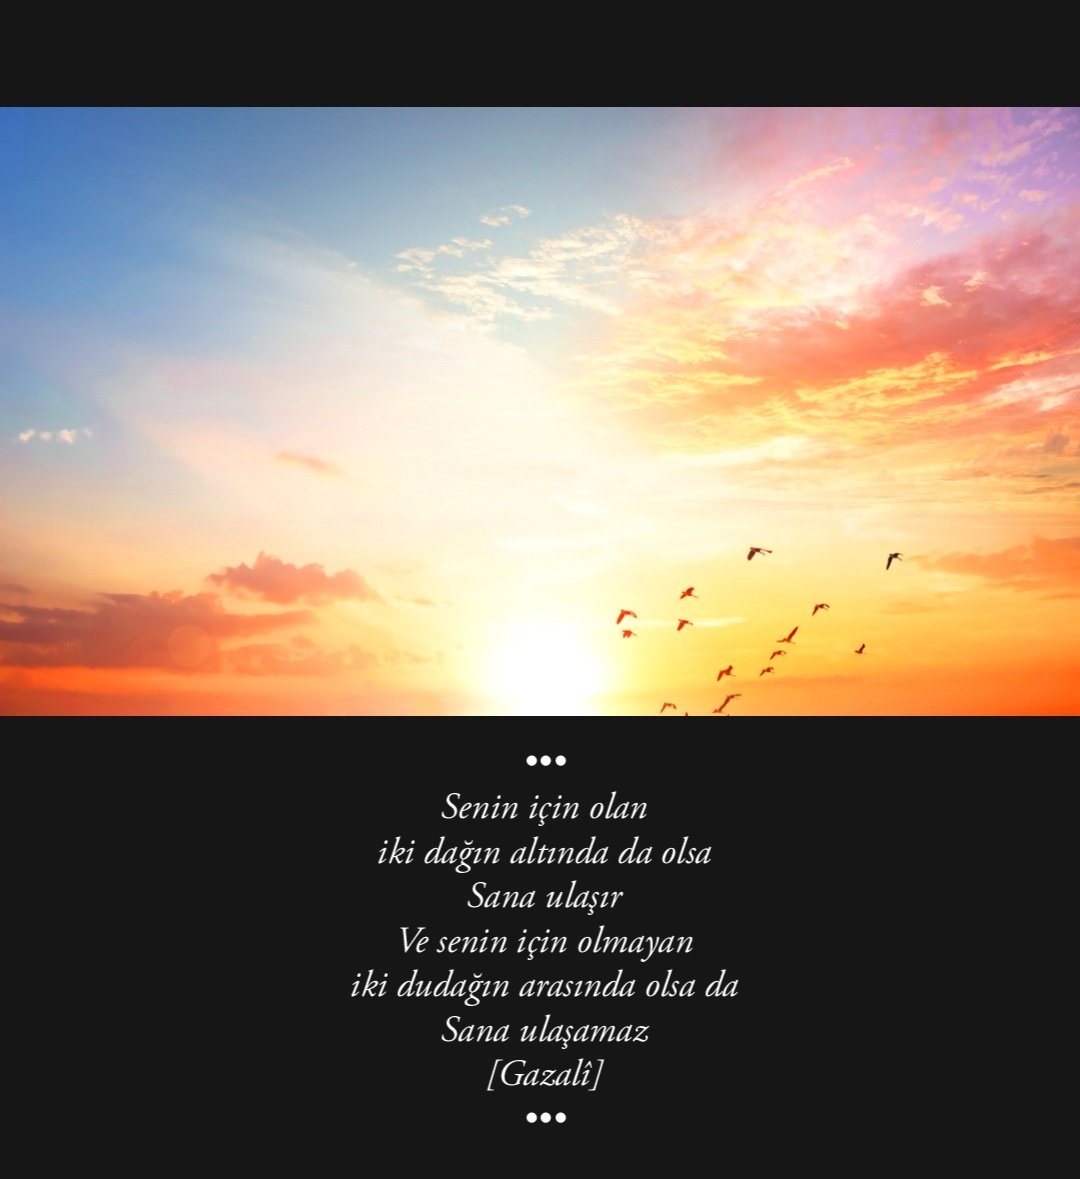 •••
Senin için olan
iki dağın altında da olsa
Sana ulaşır
Ve senin için olmayan
iki dudağın arasında olsa da
Sana ulaşamaz
[Gazalî]
•••